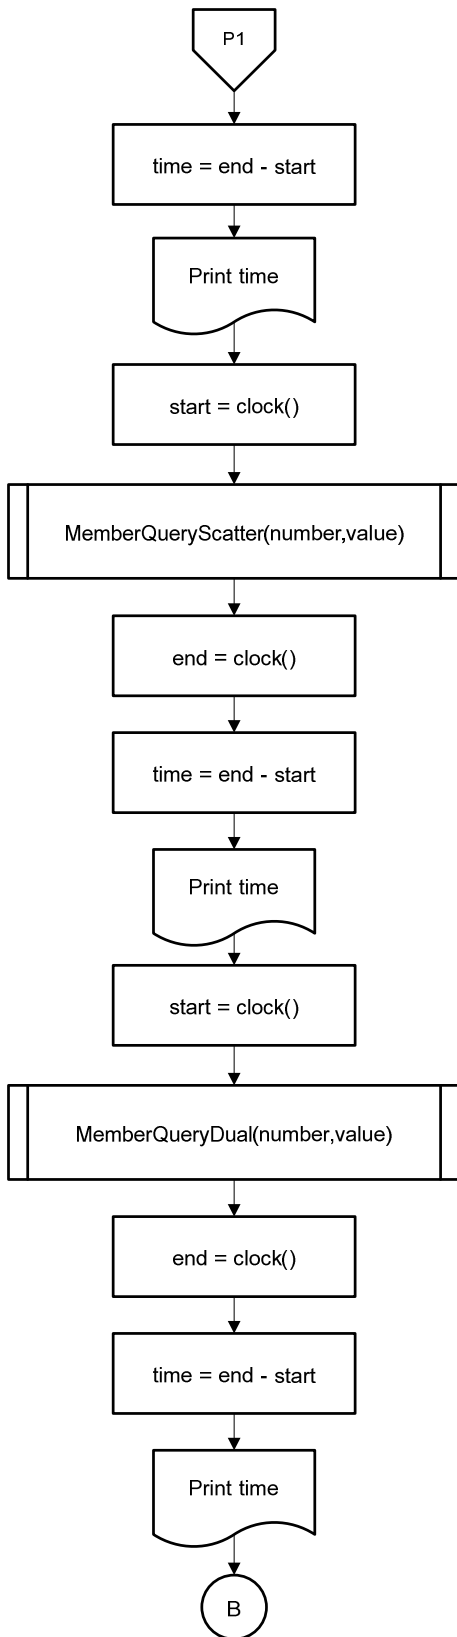 P1
time = end - start
Print time
start = clock()
MemberQueryScatter(number,value)
end = clock()
time = end - start
Print time
start = clock()
MemberQueryDual(number,value)
end = clock()
time = end - start
Print time
B